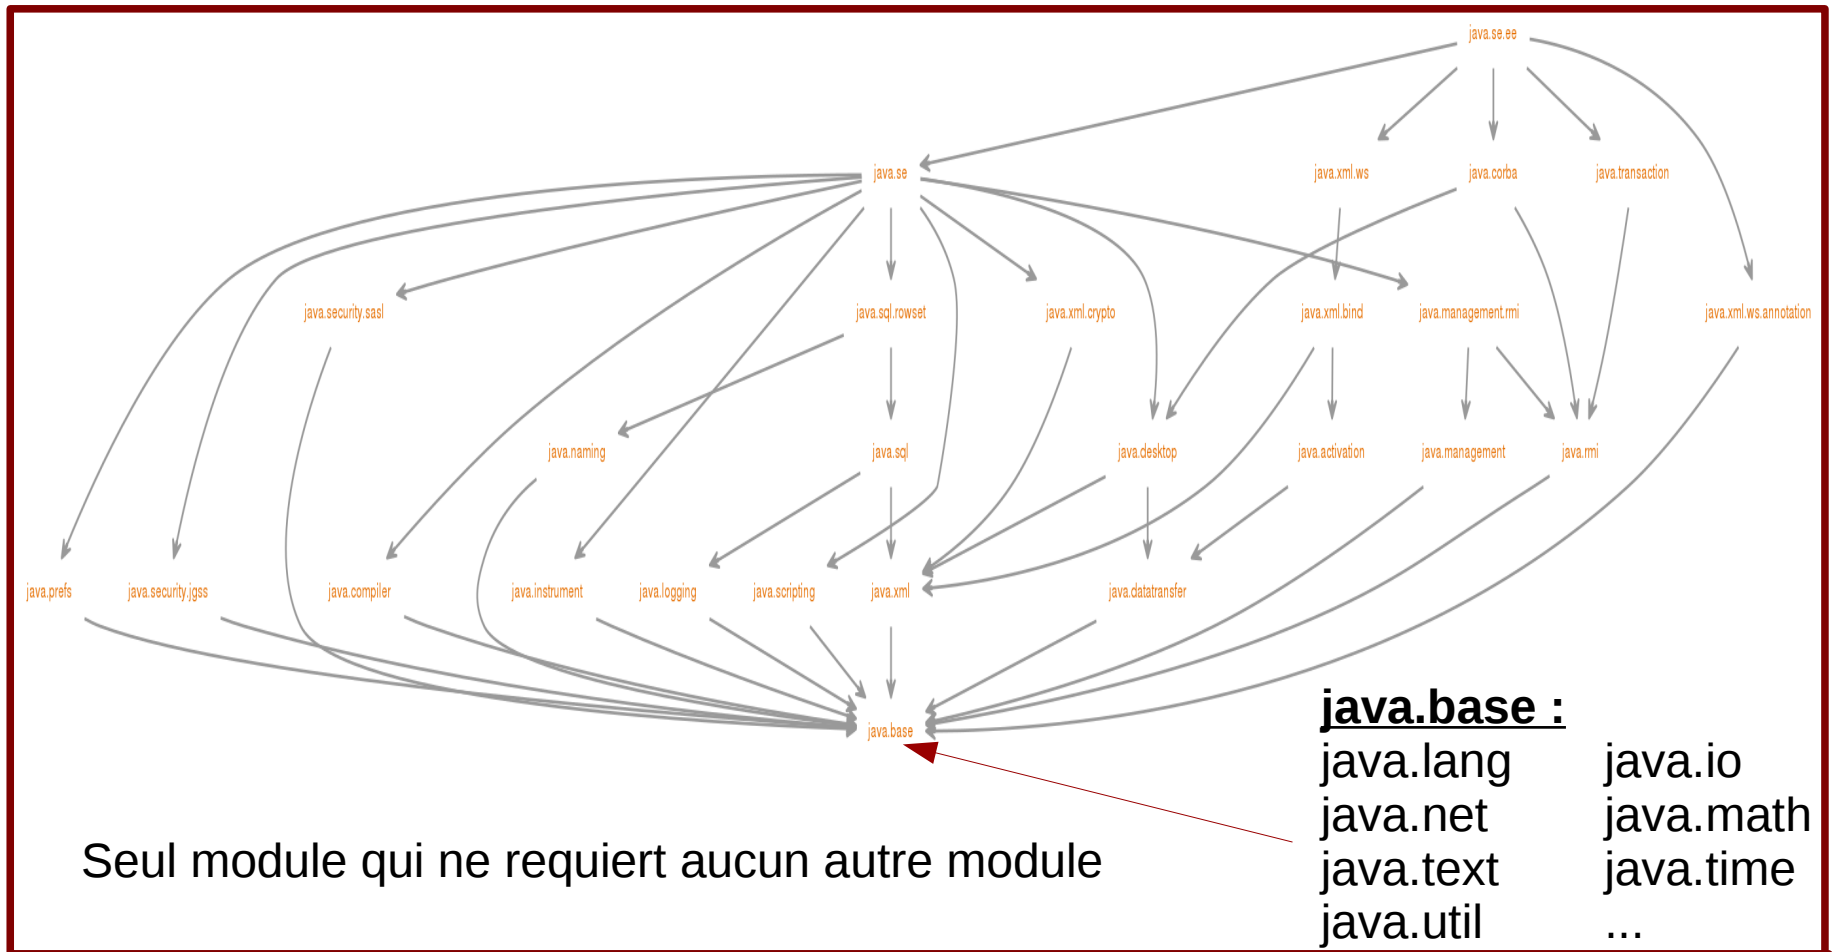 java.se.ee
java.se
java.xml.ws
java.corba
java.transaction
java.security.sasl
java.sql.rowset
java.xml.crypto
java.xml.bind
java.management.rmi
java.xml.ws.annotation
java.naming
java.sql
java.desktop
java.activation
java.management
java.rmi
java.prefs
java.security.jgss
java.compiler
java.instrument
java.logging
java.scripting
java.xml
java.datatransfer
java.base
java.base :
java.lang java.io
java.net java.math
java.text java.time
java.util ...
Seul module qui ne requiert aucun autre module